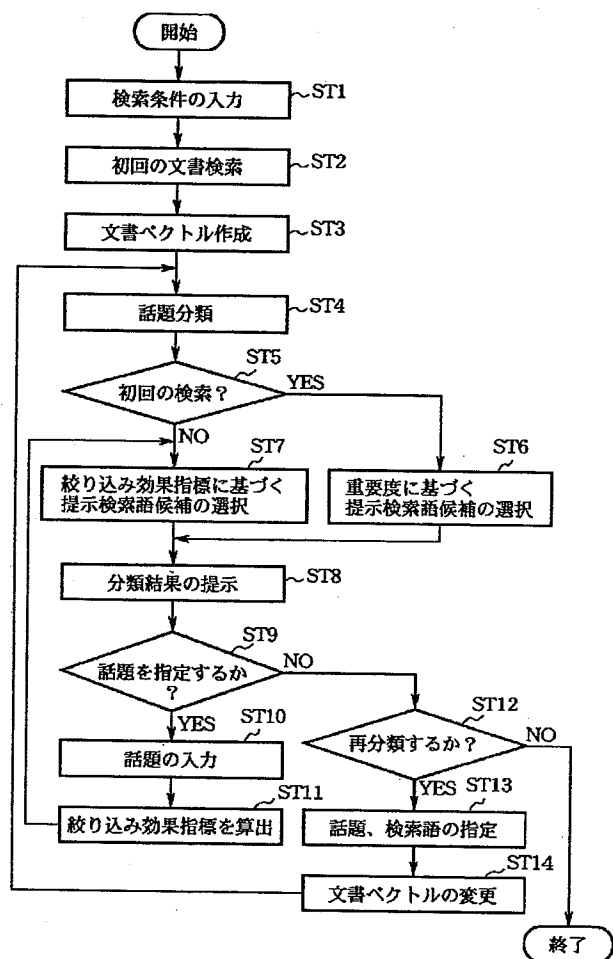 開始
検索条件の入力
ST1
初回の文書検索
ST2
文書ベクトル作成
ST3
話題分類
ST4
初回の検索？
ST5
YES
NO
ST7
絞り込み効果指標に基づく
提示検索語候補の選択
ST6
重要度に基づく
提示検索語候補の選択
分類結果の提示
ST8
話題を指定するか
？
ST9
NO
YES
ST10
話題の入力
ST11
絞り込み効果指標を算出
再分類するか？
ST12
NO
YES
ST13
話題、検索語の指定
ST14
文書ベクトルの変更
終了